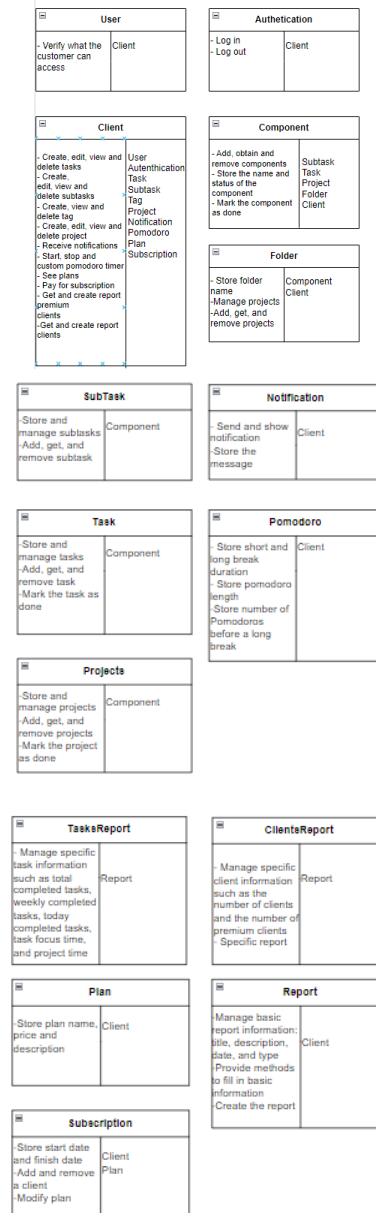 User
- Verify what the
customer can
access
Client
Authetication
- Log in
- Log out
Client
Client
- Create, edit, view and
delete tasks
- Create,
edit, view and
delete subtasks
- Create, view and
delete tag
- Create, edit, view and
delete project
- Receive notifications
- Start, stop and
custom pomodoro timer
- See plans
- Pay for subscription
- Get and create report
premium
clients
-Get and create report
clients
User
Autenthication
Task
Subtask
Tag
Project
Notification
Pomodoro
Plan
Subscription
Component
- Add, obtain and
remove components
- Store the name and
status of the
component
- Mark the component
as done
Subtask
Task
Project
Folder
Client
Folder
- Store folder
name
-Manage projects
-Add, get, and
remove projects
Component
Client
SubTask
-Store and
manage subtasks
-Add, get, and
remove subtask
Component
Notification
- Send and show
notification
-Store the
message
Client
Task
-Store and
manage tasks
-Add, get, and
remove task
-Mark the task as
done
Component
Pomodoro
- Store short and
long break
duration
- Store pomodoro
length
-Store number of
Pomodoros
before a long
break
Client
Projects
-Store and
manage projects
-Add, get, and
remove projects
-Mark the project
as done
Component
TasksReport
- Manage specific
task information
such as total
completed tasks,
weekly completed
tasks, today
completed tasks,
task focus time,
and project time
Report
ClientsReport
- Manage specific
client information
such as the
number of clients
and the number of
premium clients
- Specific report
Report
Plan
-Store plan name,
price and
description
Client
Report
-Manage basic
report information:
title, description,
date, and type
-Provide methods
to fill in basic
information
-Create the report
Client
Subscription
-Store start date
and finish date
-Add and remove
a client
-Modify plan
Client
Plan